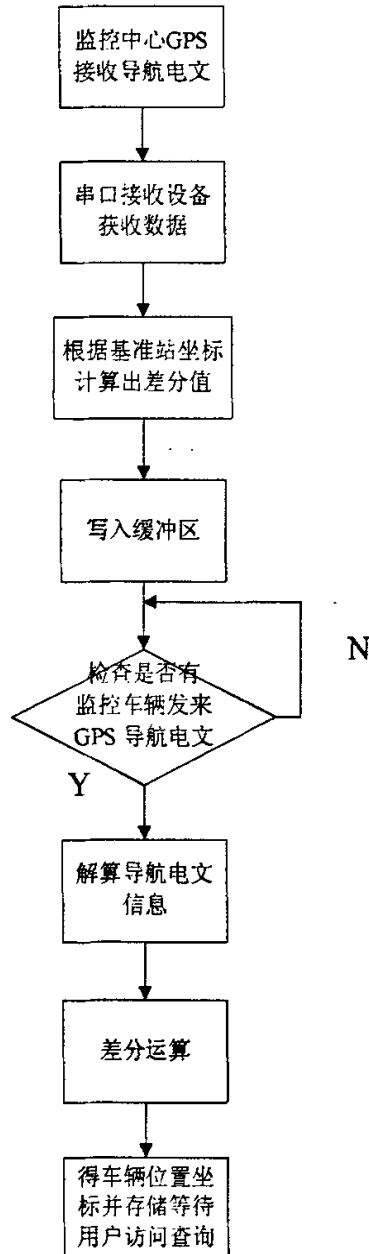 监控中心GPS
接收导航电文
串口接收设备
获收数据
根据基准站坐标
计算出差分值
写入缓冲区
N
检查是否有
监控车辆发来
GPS 导航电文
Y
解算导航电文
信息
差分运算
得车辆位置坐
标并存储等待
用户访问查询